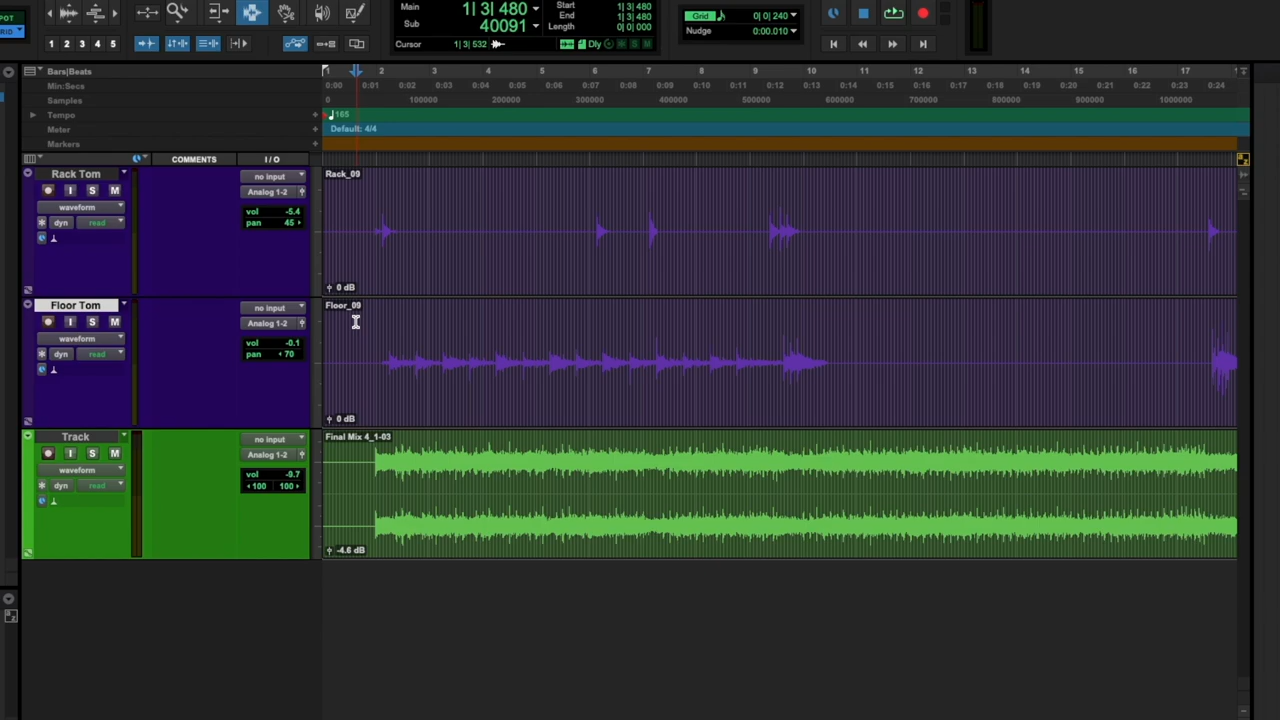 POT
GRID
1 2 3 4 5
Main 1| 3| 480
Sub 40091
Cursor 1| 3| 532
Start 1| 3| 480
End 1| 3| 480
Length 0| 0| 000
Dly S M
Grid 0| 0| 240
Nudge 0:00.010
Bars|Beats 1 2 3 4 5 6 7 8 9 10 11 12 13 14 15 16 17
Min:Secs 0:00 0:01 0:02 0:03 0:04 0:05 0:06 0:07 0:08 0:09 0:10 0:11 0:12 0:13 0:14 0:15 0:16 0:17 0:18 0:19 0:20 0:21 0:22 0:23 0:24
Samples 0 100000 200000 300000 400000 500000 600000 700000 800000 900000 1000000
Tempo 165
Meter Default: 4/4
Markers
COMMENTS I / O
Rack Tom no input Rack_09
I S M Analog 1-2
waveform vol -5.4
dyn read pan 45
0 dB
Floor Tom no input Floor_09
I S M Analog 1-2
waveform vol -0.1
dyn read pan 70
0 dB
Track no input Final Mix 4_1-03
I S M Analog 1-2
waveform vol -9.7
dyn read 100 100
-4.6 dB